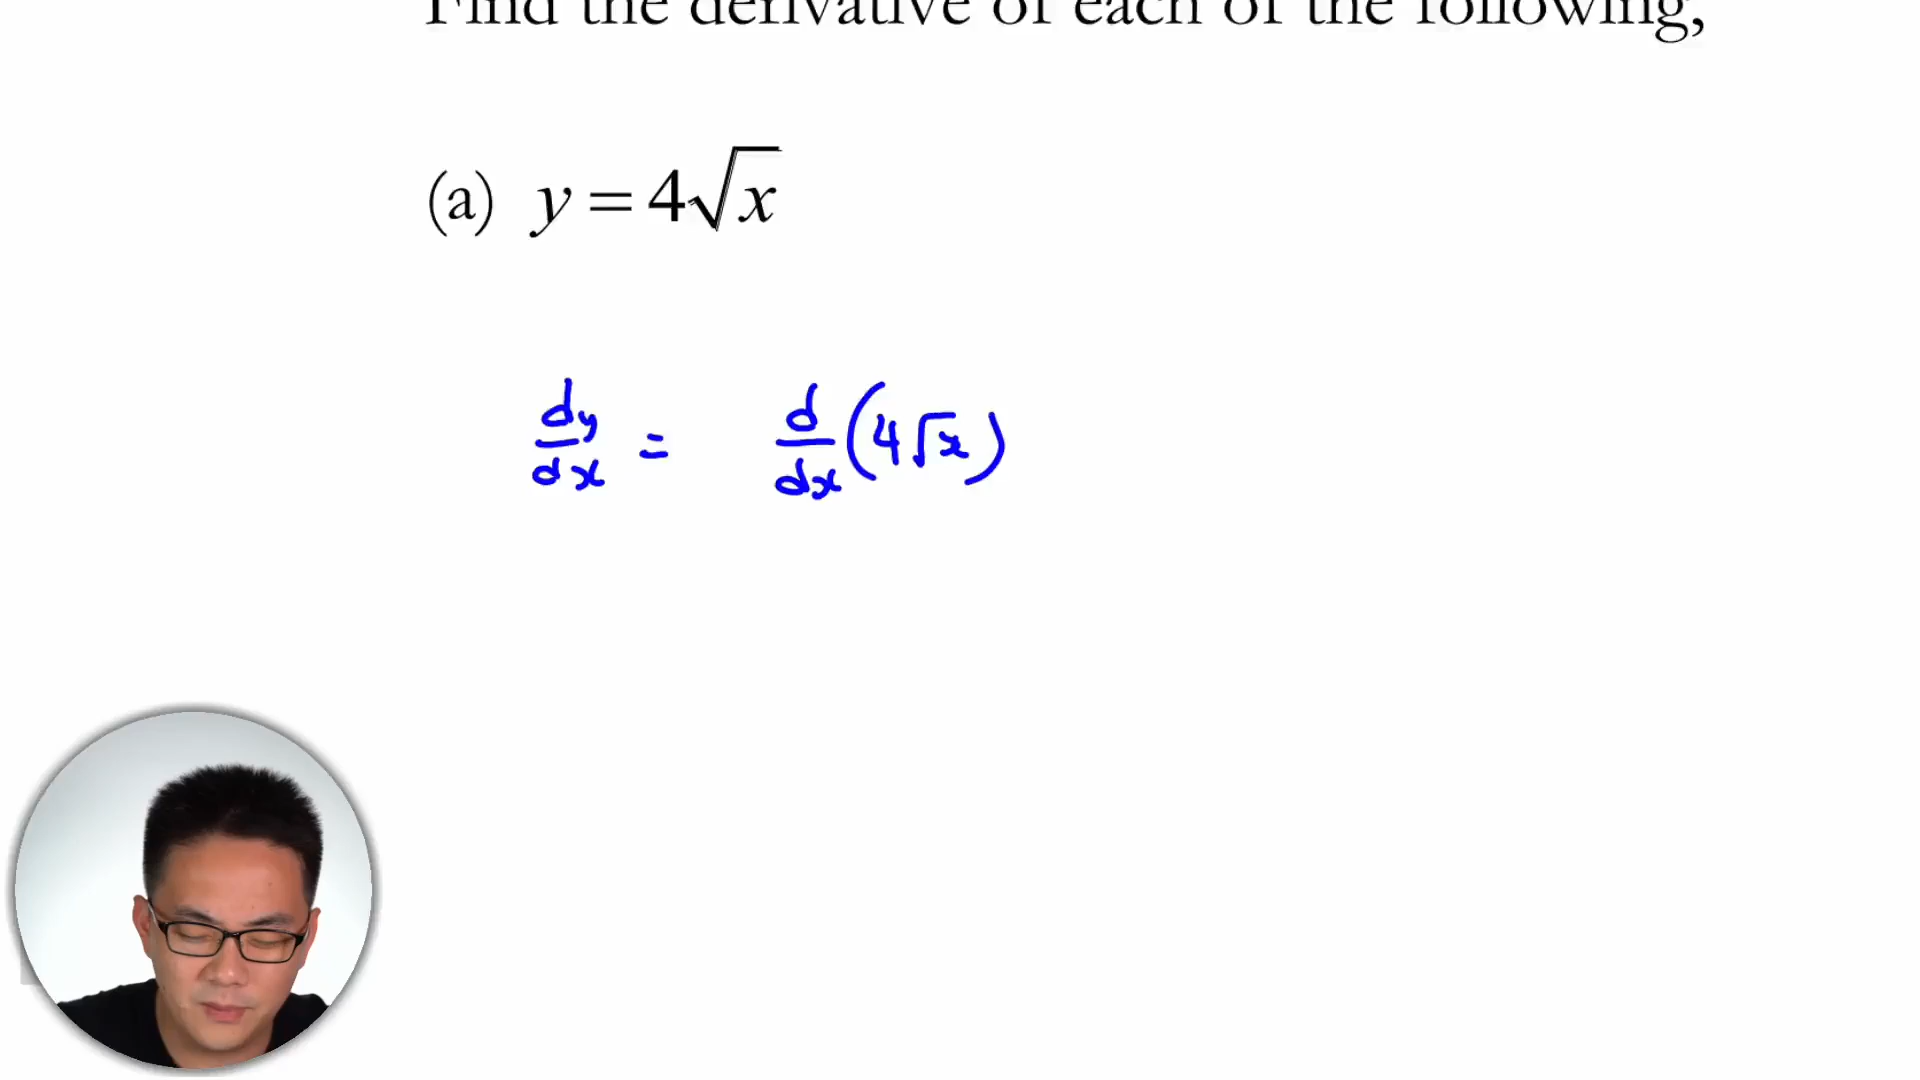 Find the derivative of each of the following,
(a) y = 4√x
dy/dx = d/dx (4√x)